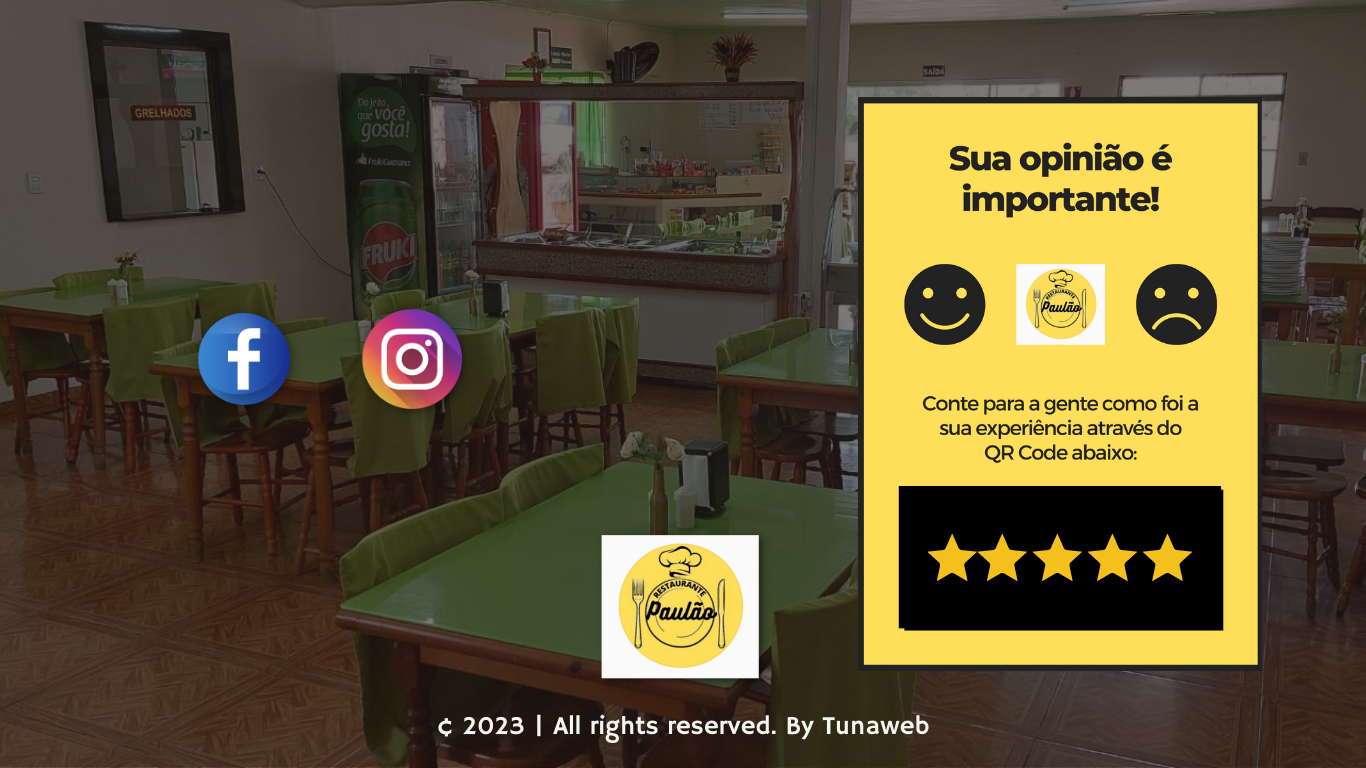 GRELHADOS
Do jeito
que você
gosta!
FrukiGuaraná
FRUKI
SAÍDA
Sua opinião é
importante!
RESTAURANTE
Paulão
Conte para a gente como foi a
sua experiência através do
QR Code abaixo:
RESTAURANTE
Paulão
¢ 2023 | All rights reserved. By Tunaweb